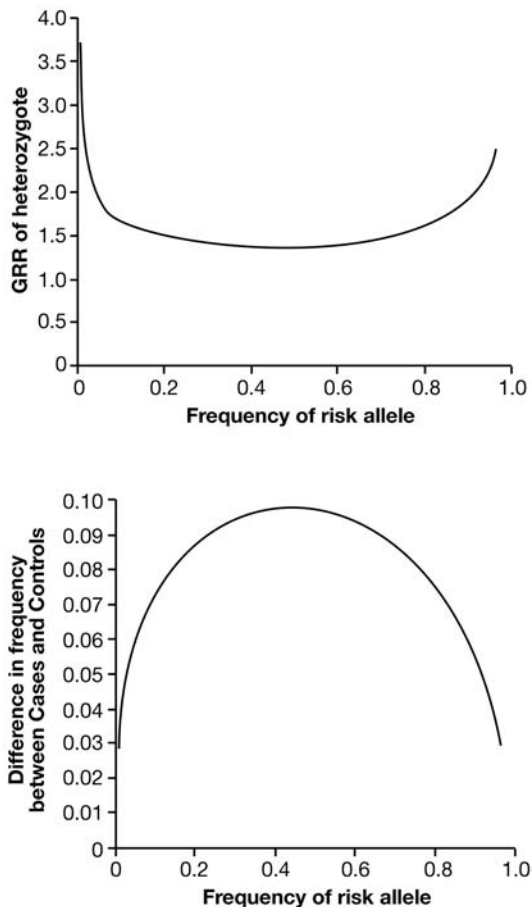 GRR of heterozygote
4.0
3.5
3.0
2.5
2.0
1.5
1.0
0.5
0
0 0.2 0.4 0.6 0.8 1.0
Frequency of risk allele
Difference in frequency
between Cases and Controls
0.10
0.09
0.08
0.07
0.06
0.05
0.04
0.03
0.02
0.01
0
0 0.2 0.4 0.6 0.8 1.0
Frequency of risk allele